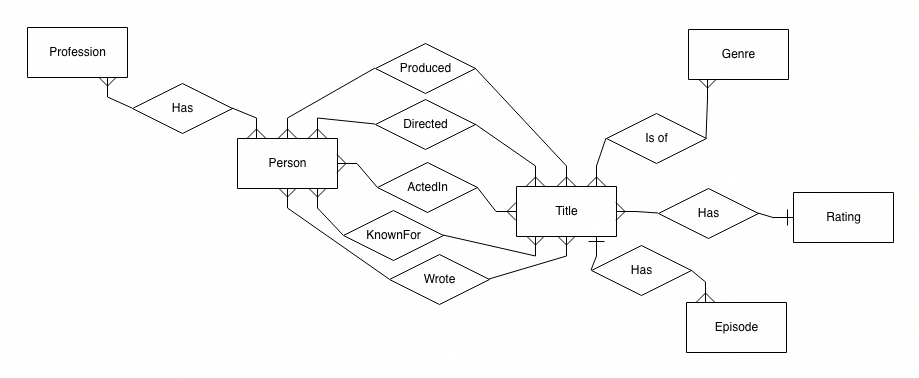 Profession
Genre
Produced
Has
Directed
Is of
Person
ActedIn
Title
Has
Rating
KnownFor
Wrote
Has
Episode